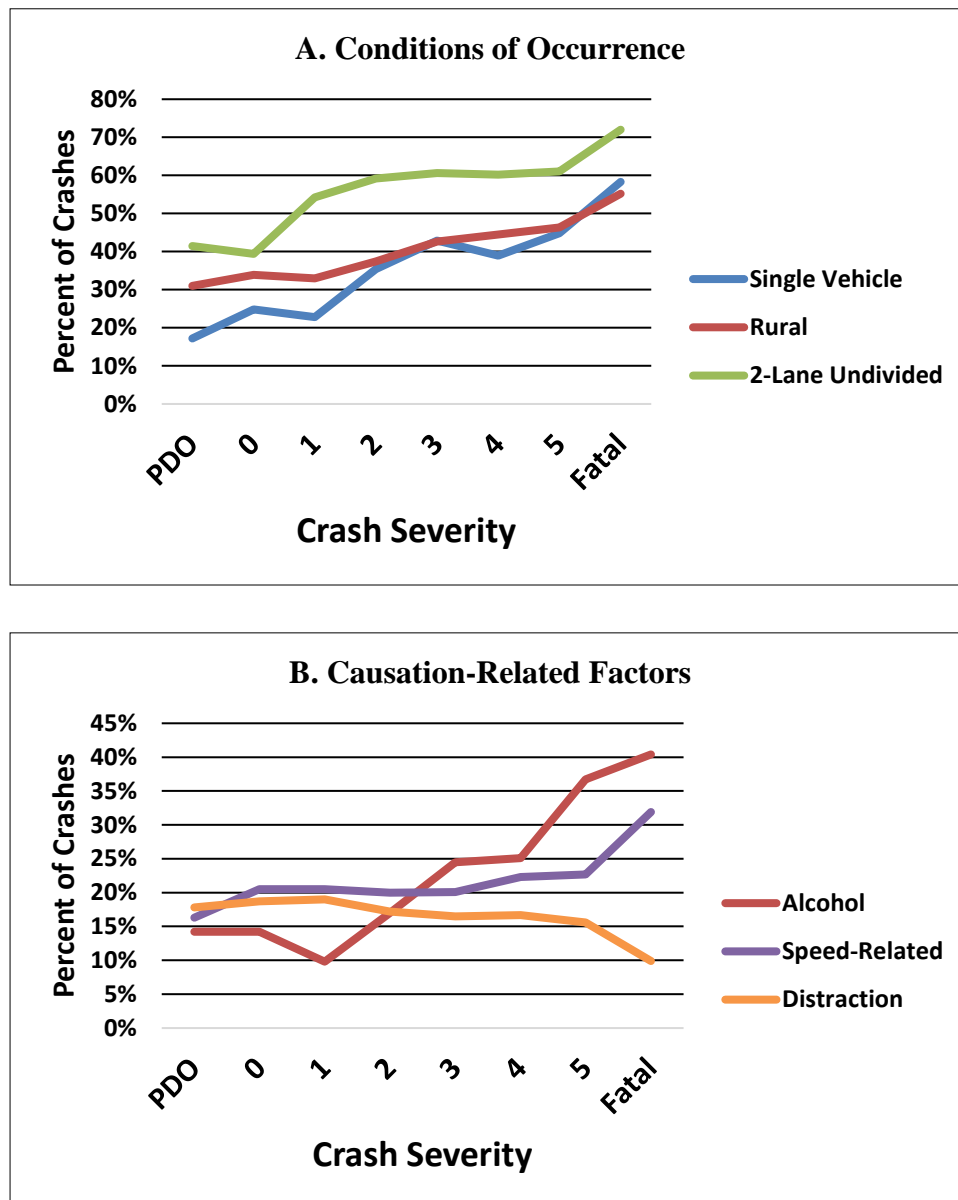 A. Conditions of Occurrence
80%
70%
60%
50%
40%
30%
20%
10%
0%
Percent of Crashes
PDO
0
1
2
3
4
5
Fatal
Crash Severity
Single Vehicle
Rural
2-Lane Undivided
B. Causation-Related Factors
45%
40%
35%
30%
25%
20%
15%
10%
5%
0%
Percent of Crashes
PDO
0
1
2
3
4
5
Fatal
Crash Severity
Alcohol
Speed-Related
Distraction